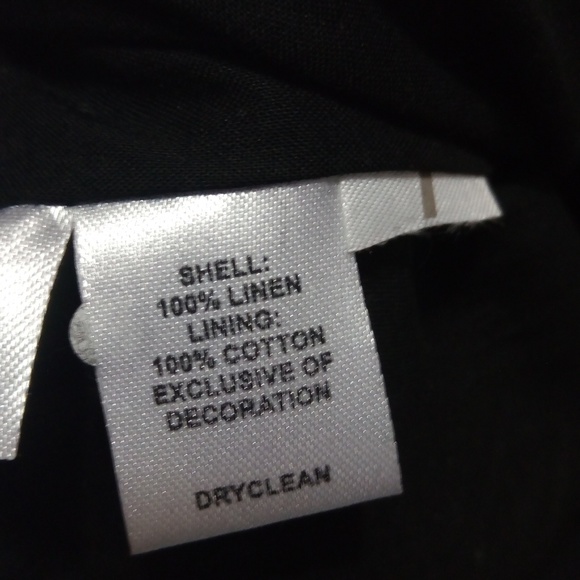 SHELL:
100% LINEN
LINING:
100% COTTON
EXCLUSIVE OF
DECORATION
DRYCLEAN